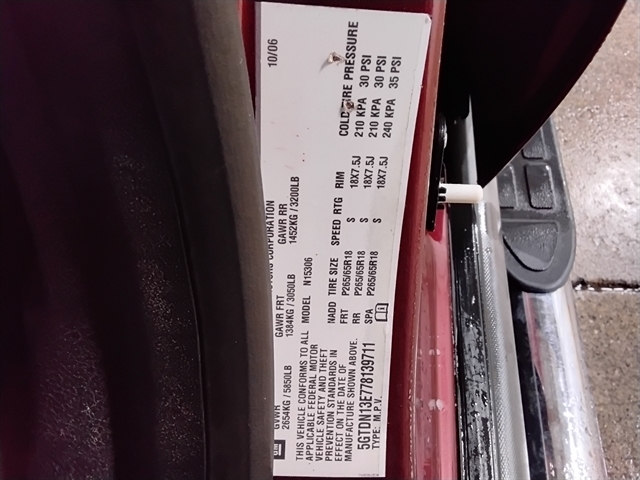 GM
ORS CORPORATION
10/06
GVWR
GAWR FRT
GAWR RR
2654KG / 5850LB
1384KG / 3050LB
1452KG / 3200LB
THIS VEHICLE CONFORMS TO ALL
APPLICABLE FEDERAL MOTOR
VEHICLE SAFETY AND THEFT
PREVENTION STANDARDS IN
EFFECT ON THE DATE OF
MANUFACTURE SHOWN ABOVE.
5GTDN13E778139711
TYPE: M.P.V.
MODEL N15306
NADD TIRE SIZE SPEED RTG RIM COLD TIRE PRESSURE
FRT P265/65R18 S 18X7.5J 210 KPA 30 PSI
RR P265/65R18 S 18X7.5J 210 KPA 30 PSI
SPA P265/65R18 S 18X7.5J 240 KPA 35 PSI